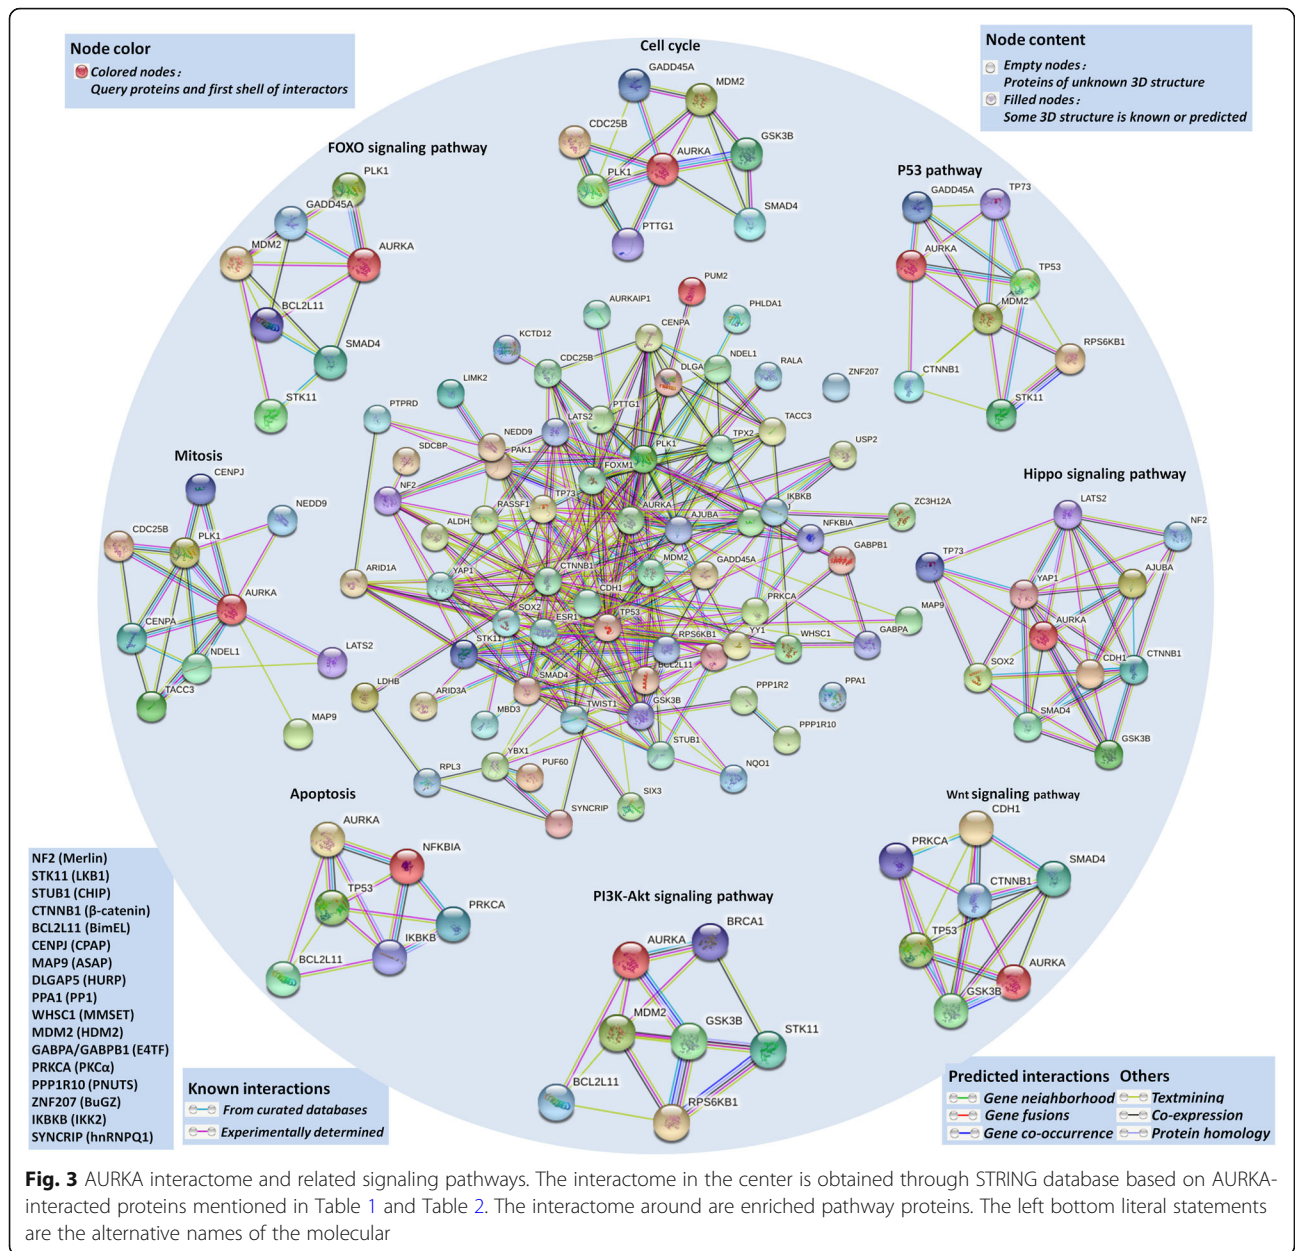 Node color
Colored nodes :
Query proteins and first shell of interactors
Node content
Empty nodes :
Proteins of unknown 3D structure
Filled nodes :
Some 3D structure is known or predicted
Cell cycle
GADD45A
MDM2
CDC25B
GSK3B
AURKA
PLK1
SMAD4
PTTG1
FOXO signaling pathway
PLK1
GADD45A
MDM2
AURKA
BCL2L11
SMAD4
STK11
P53 pathway
GADD45A
TP73
AURKA
TP53
MDM2
RPS6KB1
CTNNB1
STK11
PUM2
AURKAIP1
PHLDA1
CENPA
KCTD12
CDC25B
DLGA
NDEL1
RALA
ZNF207
LIMK2
PTPRD
PTTG1
LATS2
TACC3
NEDD9
SDCBP
PAK1
PLK1
TPX2
USP2
FOXM1
NF2
RASSF1
TP73
AURKA
IKBKB
J
ZC3H12A
ALDH1
AJUBA
NFKBIA
GABPB1
ARID1A
YAP1
CTNNB1
MDM2
GADD45A
CDH1
PRKCA
MAP9
SOX2
ESR1
TP53
STK11
RPS6KB1
YY1
WHSC1
GABPA
BCL2L11
LDHB
ARID3A
SMAD4
MBD3
TWIST1
GSK3B
PPP1R2
PPA1
PPP1R10
STUB1
YBX1
RPL3
PUF60
NQO1
SYNCRIP
SIX3
Mitosis
CENPJ
NEDD9
CDC25B
PLK1
AURKA
CENPA
NDEL1
LATS2
TACC3
MAP9
Hippo signaling pathway
LATS2
NF2
TP73
YAP1
AJUBA
AURKA
CDH1
CTNNB1
SOX2
SMAD4
GSK3B
Apoptosis
AURKA
NFKBIA
TP53
PRKCA
IKBKB
BCL2L11
PI3K-Akt signaling pathway
BRCA1
AURKA
MDM2
GSK3B
STK11
BCL2L11
RPS6KB1
Wnt signaling pathway
CDH1
PRKCA
SMAD4
CTNNB1
TP53
AURKA
GSK3B
NF2 (Merlin)
STK11 (LKB1)
STUB1 (CHIP)
CTNNB1 (β-catenin)
BCL2L11 (BimEL)
CENPJ (CPAP)
MAP9 (ASAP)
DLGAP5 (HURP)
PPA1 (PP1)
WHSC1 (MMSET)
MDM2 (HDM2)
GABPA/GABPB1 (E4TF)
PRKCA (PKCα)
PPP1R10 (PNUTS)
ZNF207 (BuGZ)
IKBKB (IKK2)
SYNCRIP (hnRNPQ1)
Known interactions
From curated databases
Experimentally determined
Predicted interactions Others
Gene neighborhood Textmining
Gene fusions Co-expression
Gene co-occurrence Protein homology
Fig. 3 AURKA interactome and related signaling pathways. The interactome in the center is obtained through STRING database based on AURKA-
interacted proteins mentioned in Table 1 and Table 2. The interactome around are enriched pathway proteins. The left bottom literal statements
are the alternative names of the molecular